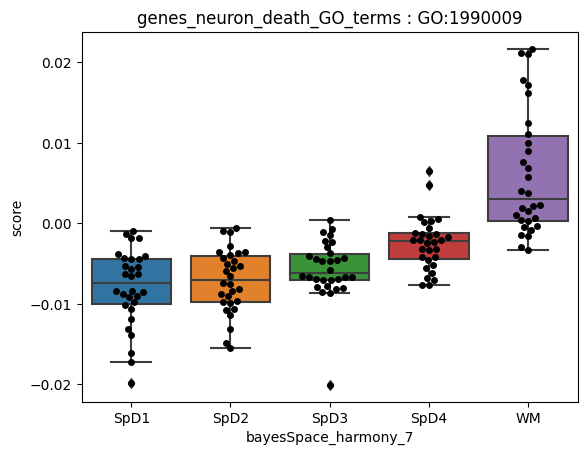 genes_neuron_death_GO_terms : GO:1990009
score
0.02
0.01
0.00
−0.01
−0.02
SpD1 SpD2 SpD3 SpD4 WM
bayesSpace_harmony_7